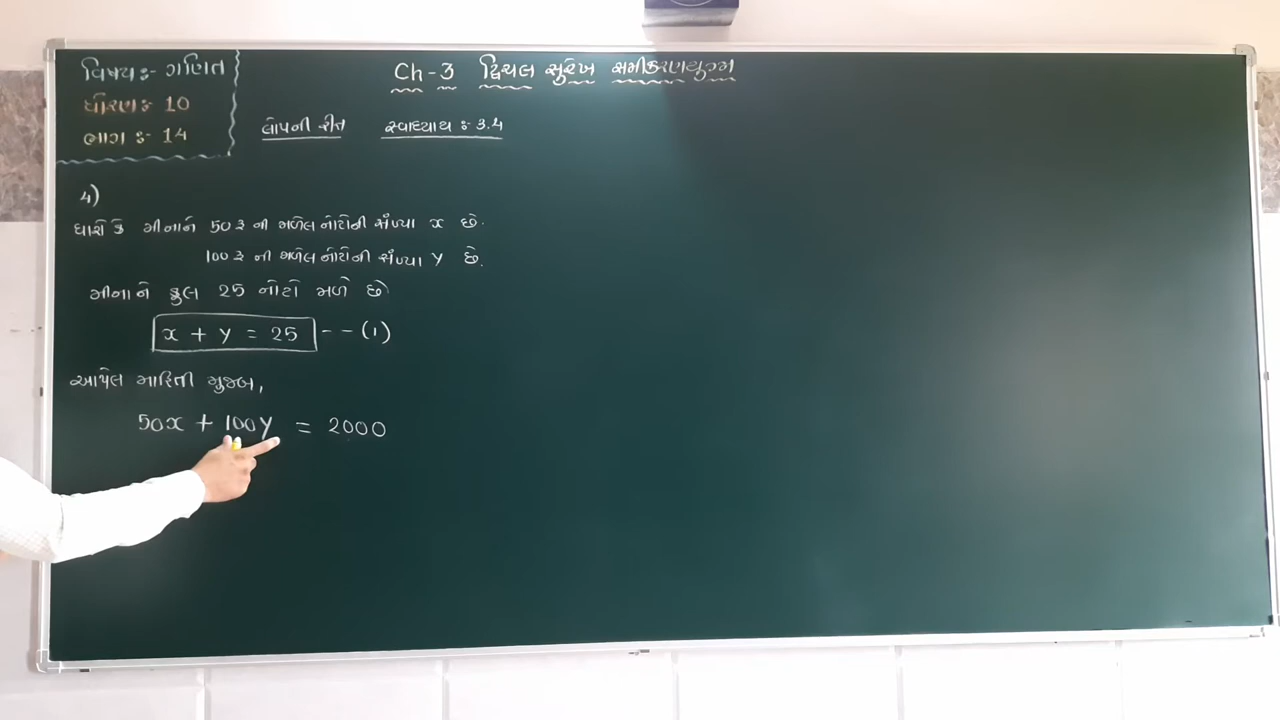 વિષય :- ગણિત
ધોરણ :- 10
ભાગ :- 14
Ch - 3 દ્વિચલ સુરેખ સમીકરણયુગ્મ
લોપની રીત સ્વાધ્યાય :- 3.4
4)
ધારો કે મીનાને 50 રૂ ની મળેલ નોટોની સંખ્યા x છે.
100 રૂ ની મળેલ નોટોની સંખ્યા y છે.
મીનાને કુલ 25 નોટો મળે છે
x + y = 25 -- (1)
આપેલ માહિતી મુજબ,
50x + 100y = 2000